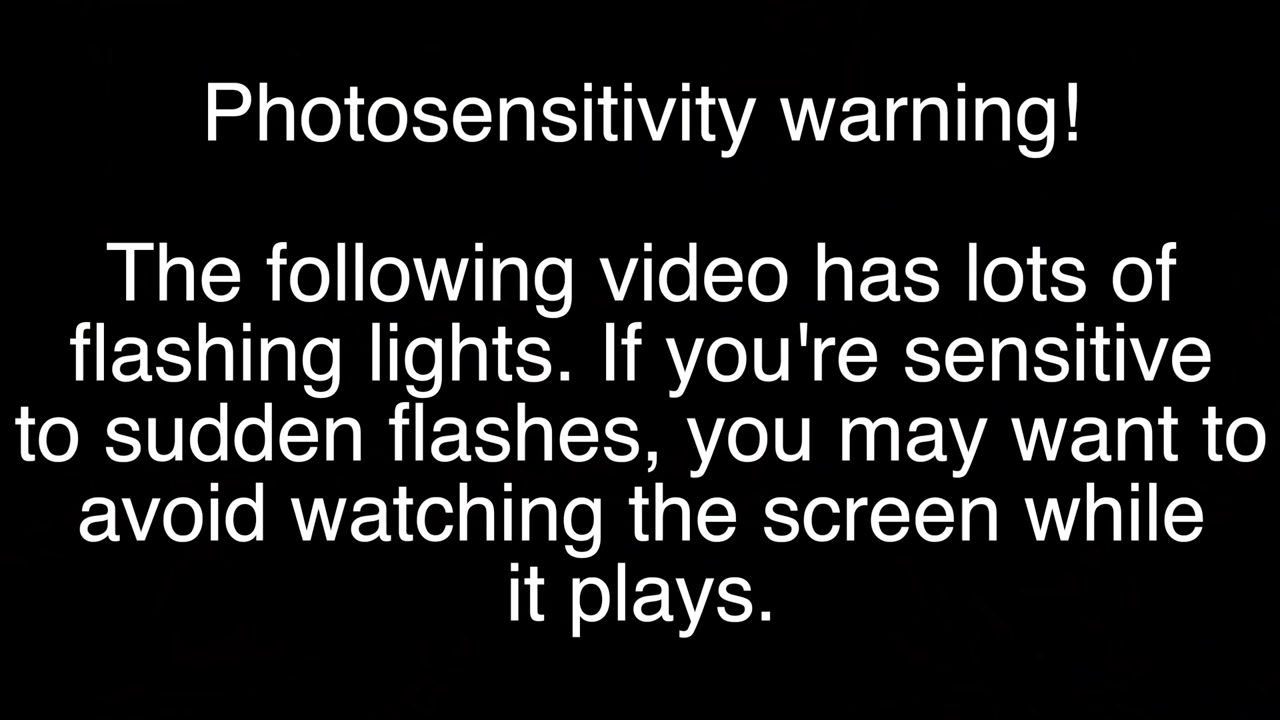 Photosensitivity warning!
The following video has lots of
flashing lights. If you're sensitive
to sudden flashes, you may want to
avoid watching the screen while
it plays.